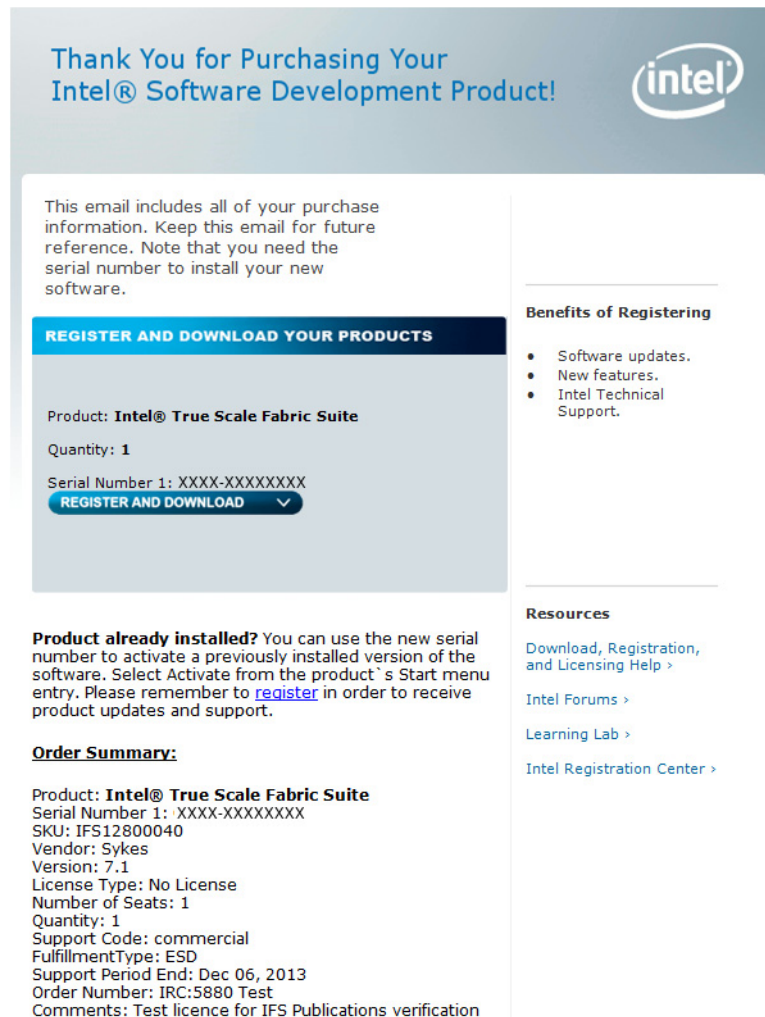 Thank You for Purchasing Your
Intel® Software Development Product!
intel
This email includes all of your purchase
information. Keep this email for future
reference. Note that you need the
serial number to install your new
software.
REGISTER AND DOWNLOAD YOUR PRODUCTS
Product: Intel® True Scale Fabric Suite
Quantity: 1
Serial Number 1: XXXX-XXXXXXXX
REGISTER AND DOWNLOAD
Product already installed? You can use the new serial
number to activate a previously installed version of the
software. Select Activate from the product`s Start menu
entry. Please remember to register in order to receive
product updates and support.
Order Summary:
Product: Intel® True Scale Fabric Suite
Serial Number 1: XXXX-XXXXXXXX
SKU: IFS12800040
Vendor: Sykes
Version: 7.1
License Type: No License
Number of Seats: 1
Quantity: 1
Support Code: commercial
FulfillmentType: ESD
Support Period End: Dec 06, 2013
Order Number: IRC:5880 Test
Comments: Test licence for IFS Publications verification
Benefits of Registering
• Software updates.
• New features.
• Intel Technical
Support.
Resources
Download, Registration,
and Licensing Help ›
Intel Forums ›
Learning Lab ›
Intel Registration Center ›